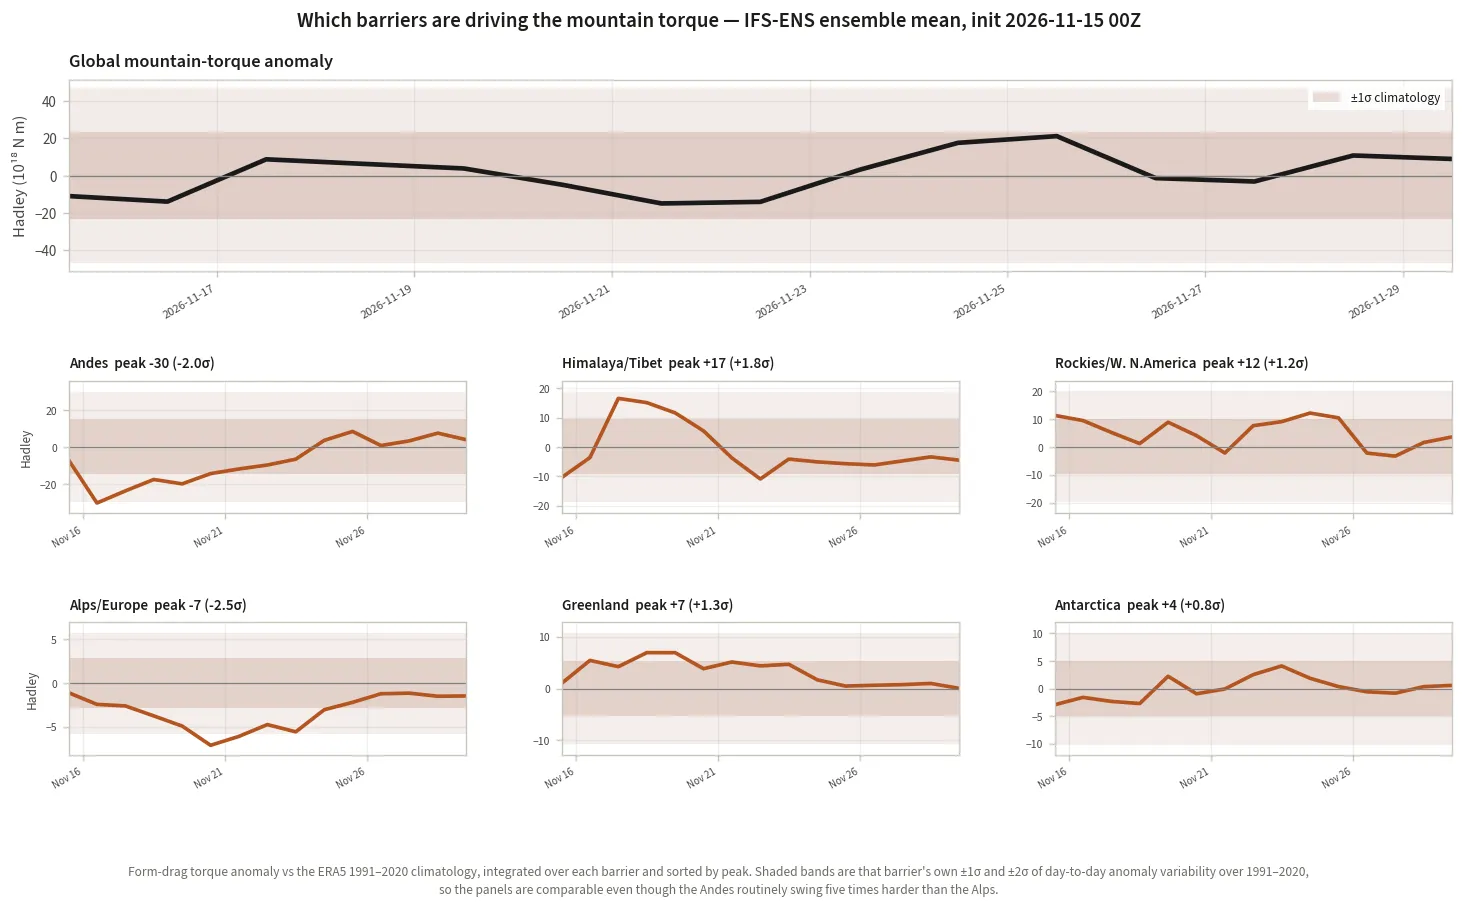 Which barriers are driving the mountain torque — IFS-ENS ensemble mean, init 2026-11-15 00Z
Global mountain-torque anomaly
Hadley (10¹⁸ N m)
40
20
0
−20
−40
±1σ climatology
2026-11-17
2026-11-19
2026-11-21
2026-11-23
2026-11-25
2026-11-27
2026-11-29
Andes peak -30 (-2.0σ)
Hadley
20
0
−20
Nov 16
Nov 21
Nov 26
Himalaya/Tibet peak +17 (+1.8σ)
20
10
0
−10
−20
Nov 16
Nov 21
Nov 26
Rockies/W. N.America peak +12 (+1.2σ)
20
10
0
−10
−20
Nov 16
Nov 21
Nov 26
Alps/Europe peak -7 (-2.5σ)
Hadley
5
0
−5
Nov 16
Nov 21
Nov 26
Greenland peak +7 (+1.3σ)
10
0
−10
Nov 16
Nov 21
Nov 26
Antarctica peak +4 (+0.8σ)
10
5
0
−5
−10
Nov 16
Nov 21
Nov 26
Form-drag torque anomaly vs the ERA5 1991–2020 climatology, integrated over each barrier and sorted by peak. Shaded bands are that barrier's own ±1σ and ±2σ of day-to-day anomaly variability over 1991–2020,
so the panels are comparable even though the Andes routinely swing five times harder than the Alps.